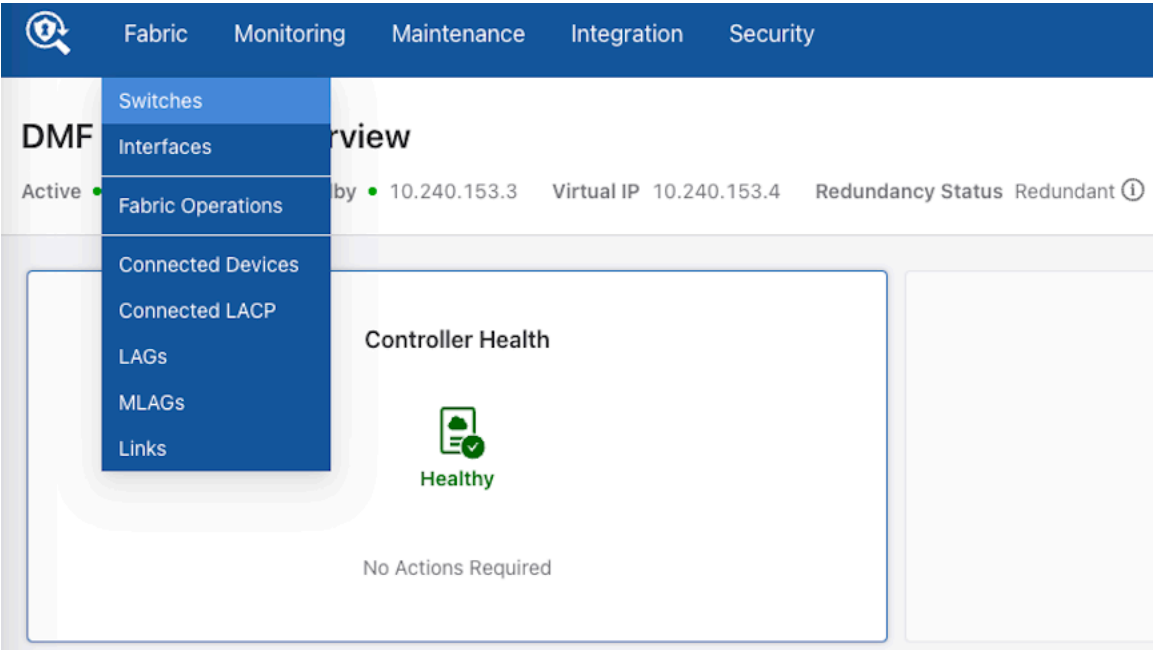 Fabric Monitoring Maintenance Integration Security
Switches
DMF rview
Interfaces
Active by 10.240.153.3 Virtual IP 10.240.153.4 Redundancy Status Redundant
Fabric Operations
Connected Devices
Connected LACP
LAGs
MLAGs
Links
Controller Health
Healthy
No Actions Required